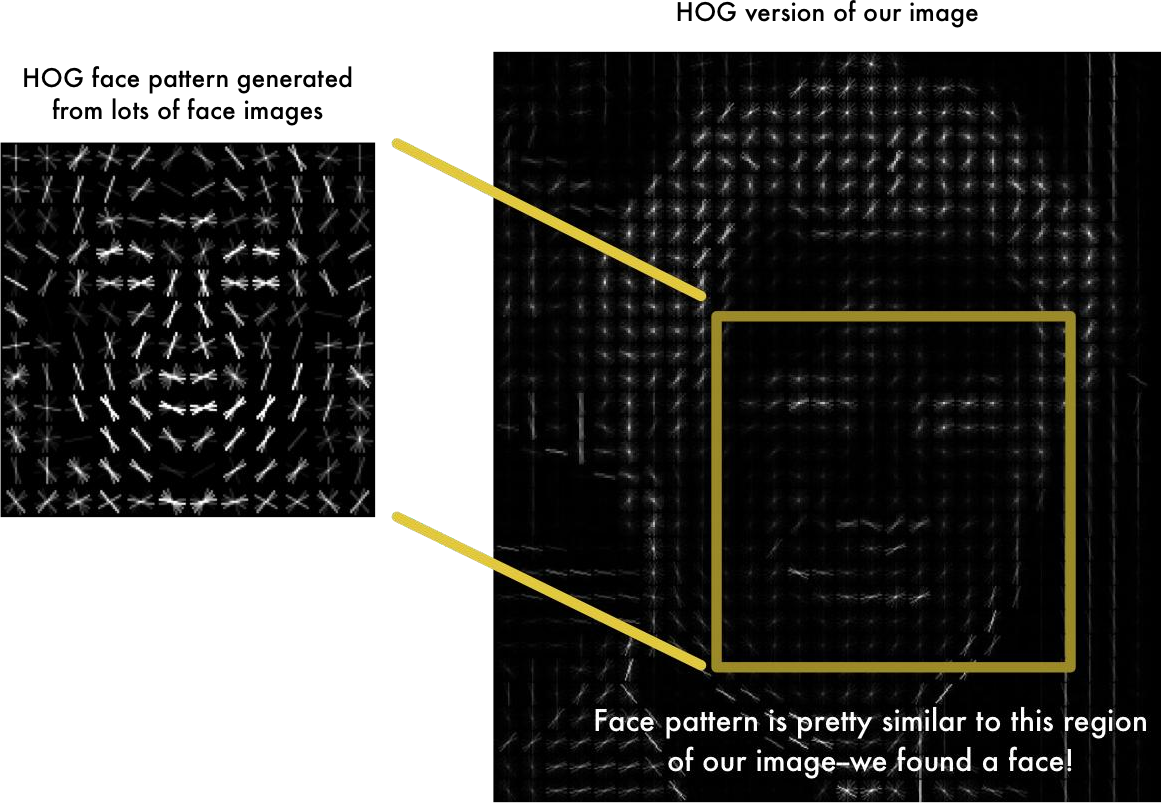 HOG version of our image
HOG face pattern generated
from lots of face images
Face pattern is pretty similar to this region
of our image–we found a face!